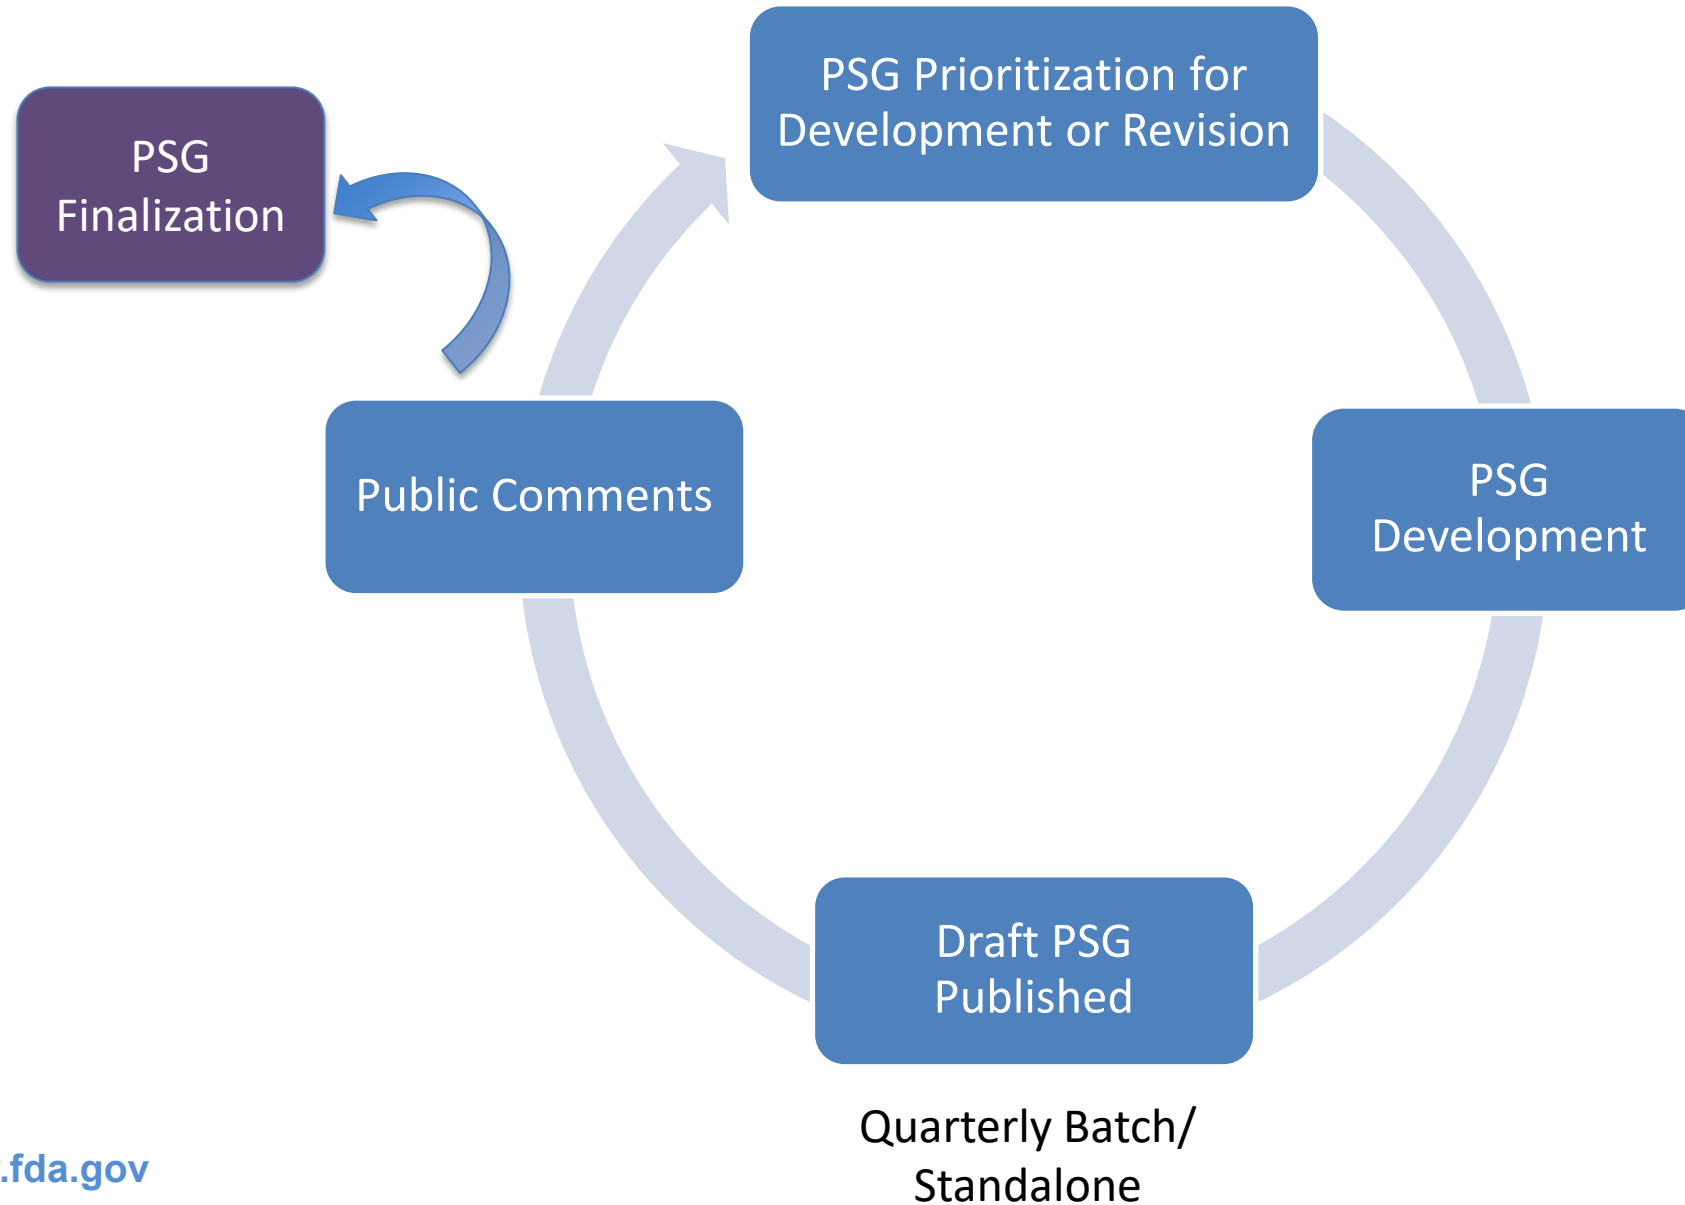 PSG Prioritization for
Development or Revision
PSG
Finalization
Public Comments
PSG
Development
Draft PSG
Published
Quarterly Batch/
Standalone
.fda.gov